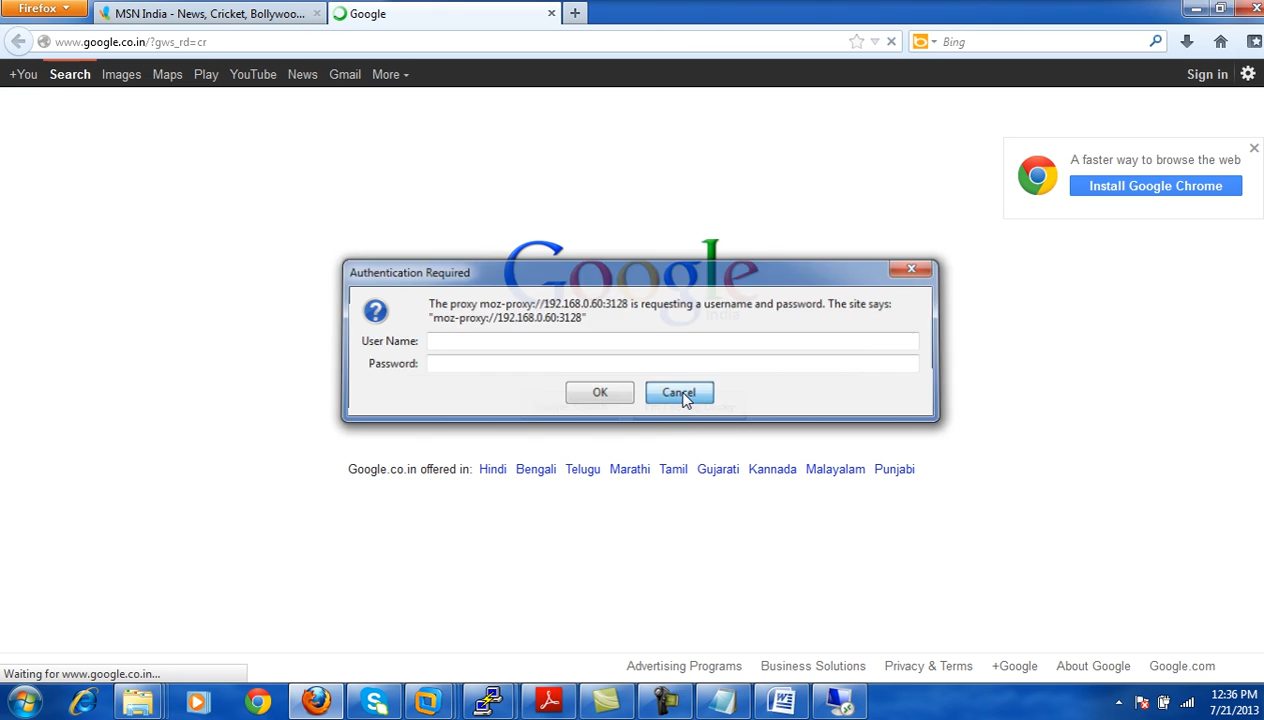 Firefox
MSN India - News, Cricket, Bollywoo...
Google
www.google.co.in/?gws_rd=cr
Bing
+You Search Images Maps Play YouTube News Gmail More Sign in
A faster way to browse the web
Install Google Chrome
Google
India
Authentication Required
The proxy moz-proxy://192.168.0.60:3128 is requesting a username and password. The site says:
"moz-proxy://192.168.0.60:3128"
User Name:
Password:
OK Cancel
Google.co.in offered in: Hindi Bengali Telugu Marathi Tamil Gujarati Kannada Malayalam Punjabi
Waiting for www.google.co.in...
Advertising Programs Business Solutions Privacy & Terms +Google About Google Google.com
12:36 PM
7/21/2013